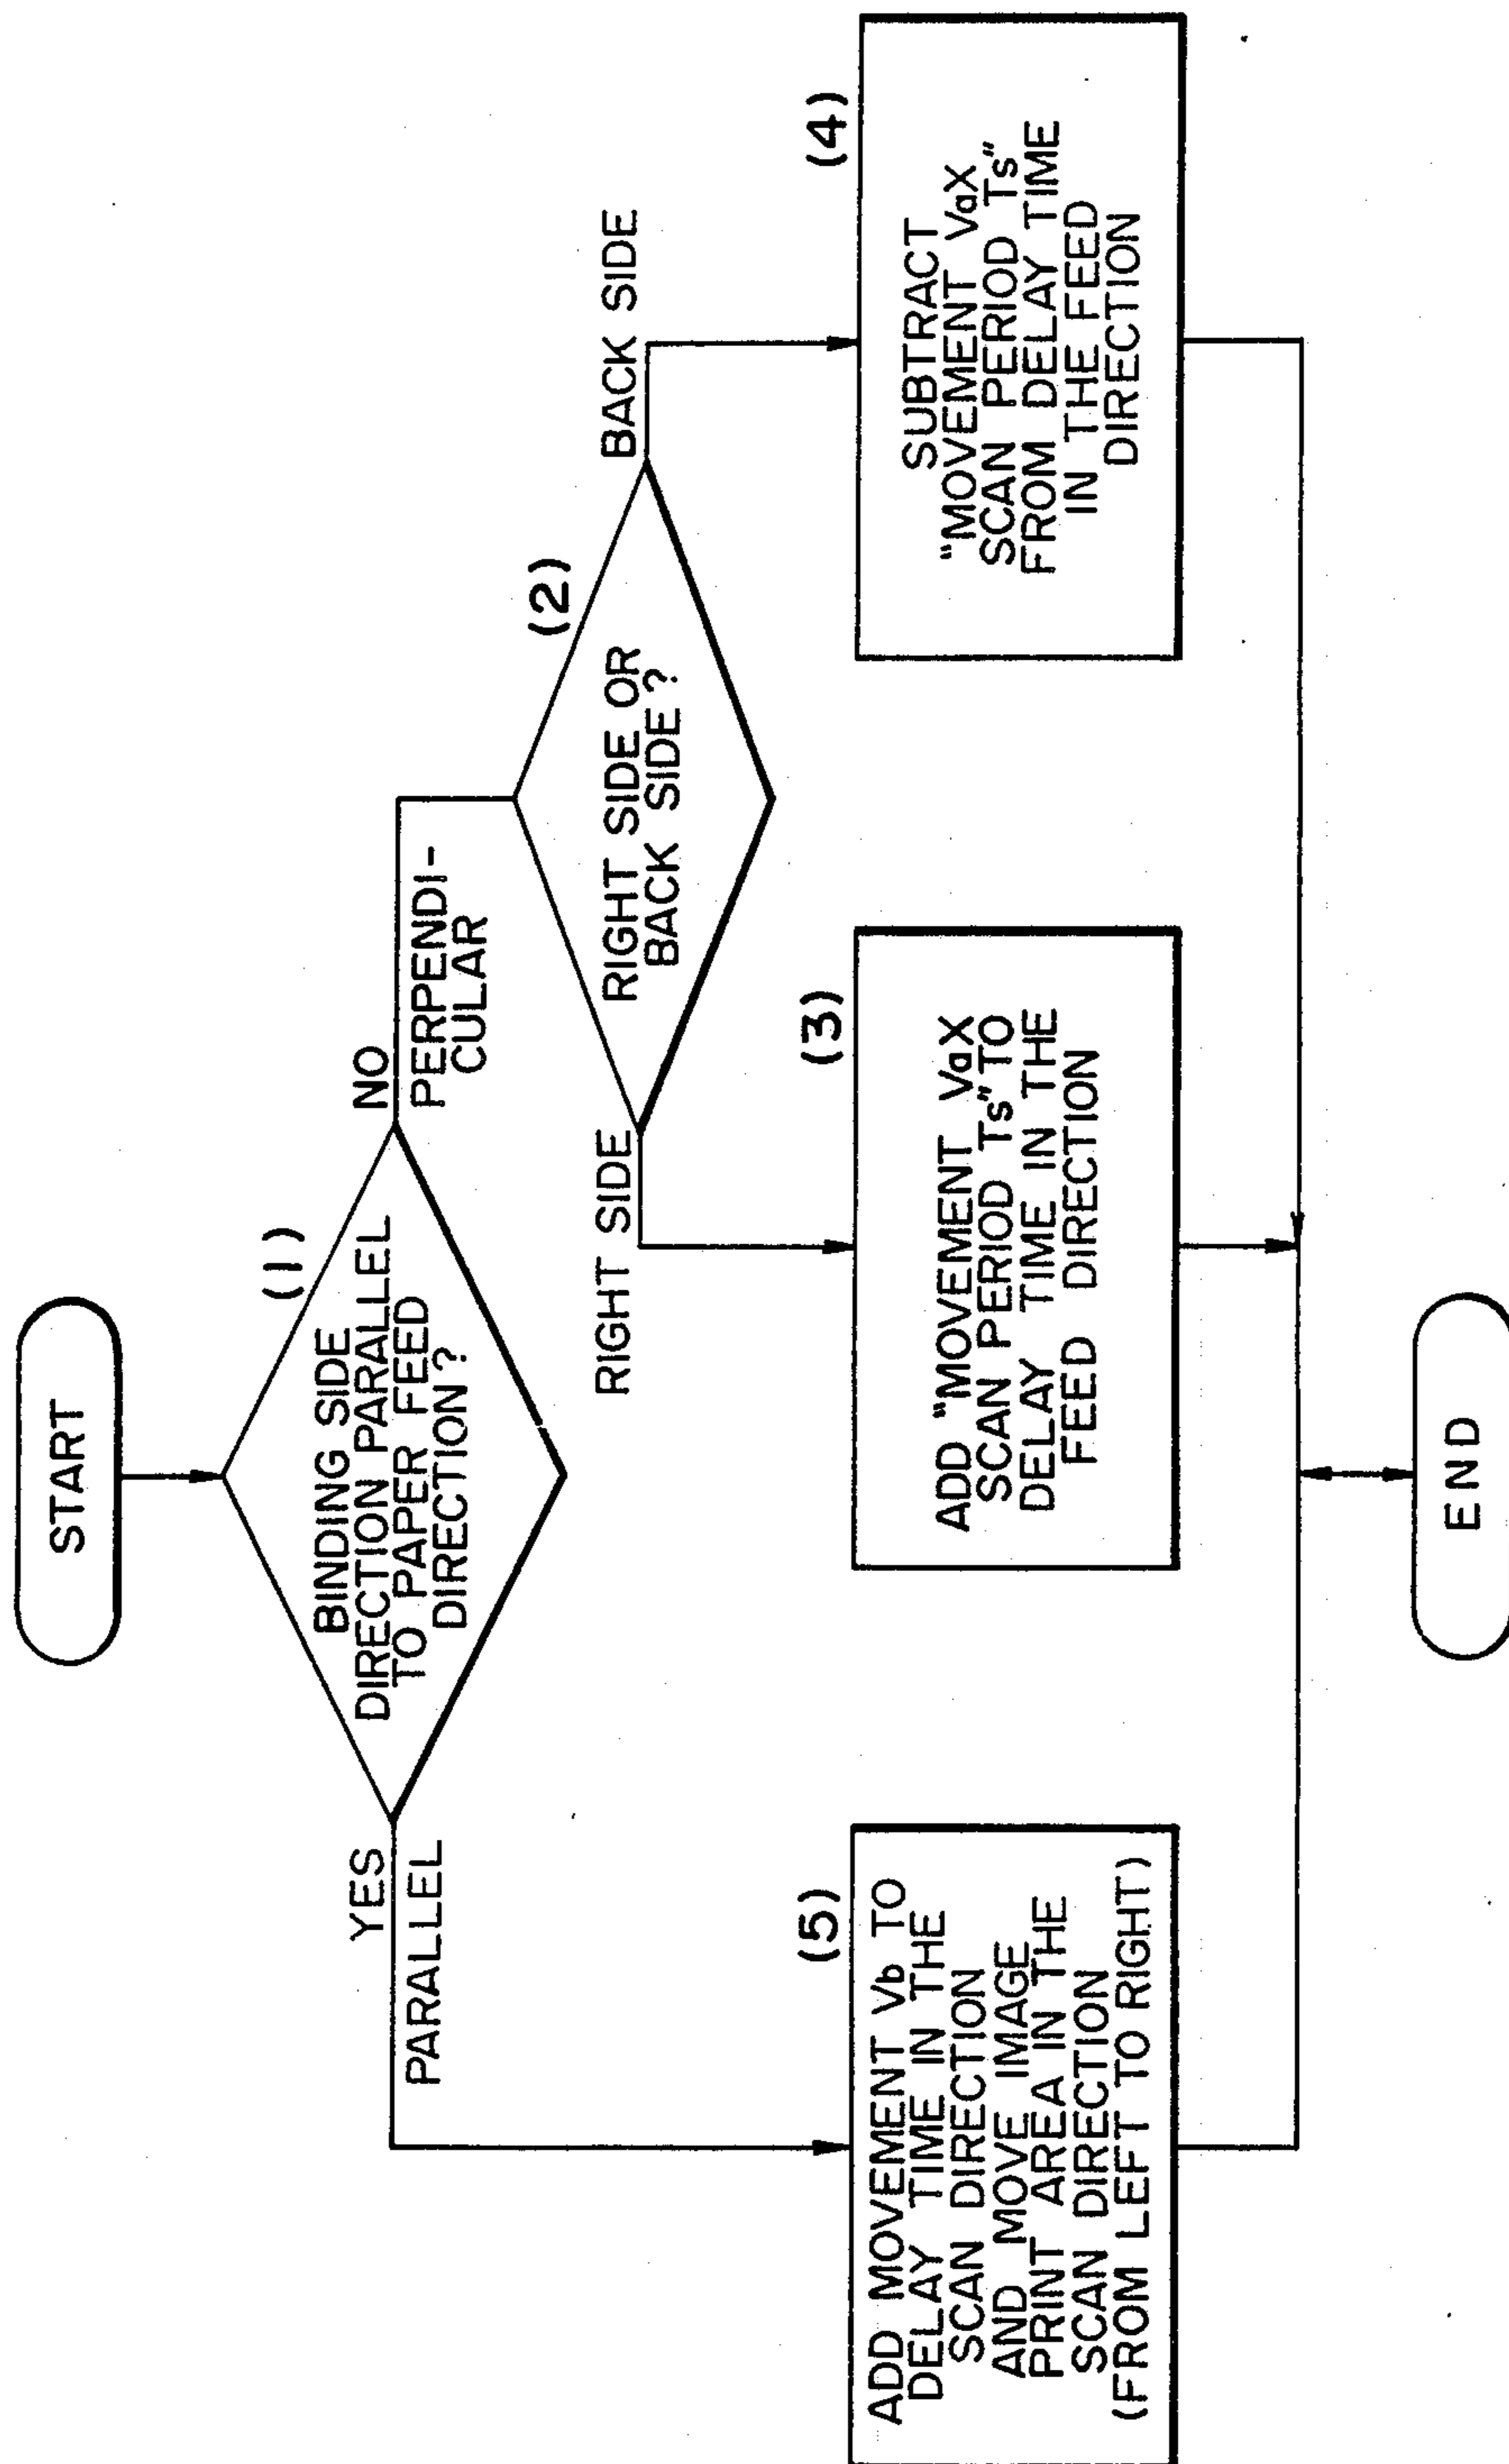 START
(1)
BINDING SIDE
DIRECTION PARALLEL
TO PAPER FEED
DIRECTION?
YES
PARALLEL
NO
PERPENDI-
CULAR
(2)
RIGHT SIDE OR
BACK SIDE?
RIGHT SIDE
BACK SIDE
(5)
ADD MOVEMENT Vb TO
DELAY TIME IN THE
SCAN DIRECTION
AND MOVE IMAGE
PRINT AREA IN THE
SCAN DIRECTION
(FROM LEFT TO RIGHT)
(3)
ADD "MOVEMENT VaX
SCAN PERIOD Ts" TO
DELAY TIME IN THE
FEED DIRECTION
(4)
SUBTRACT
"MOVEMENT VaX
SCAN PERIOD Ts"
FROM DELAY TIME
IN THE FEED
DIRECTION
END